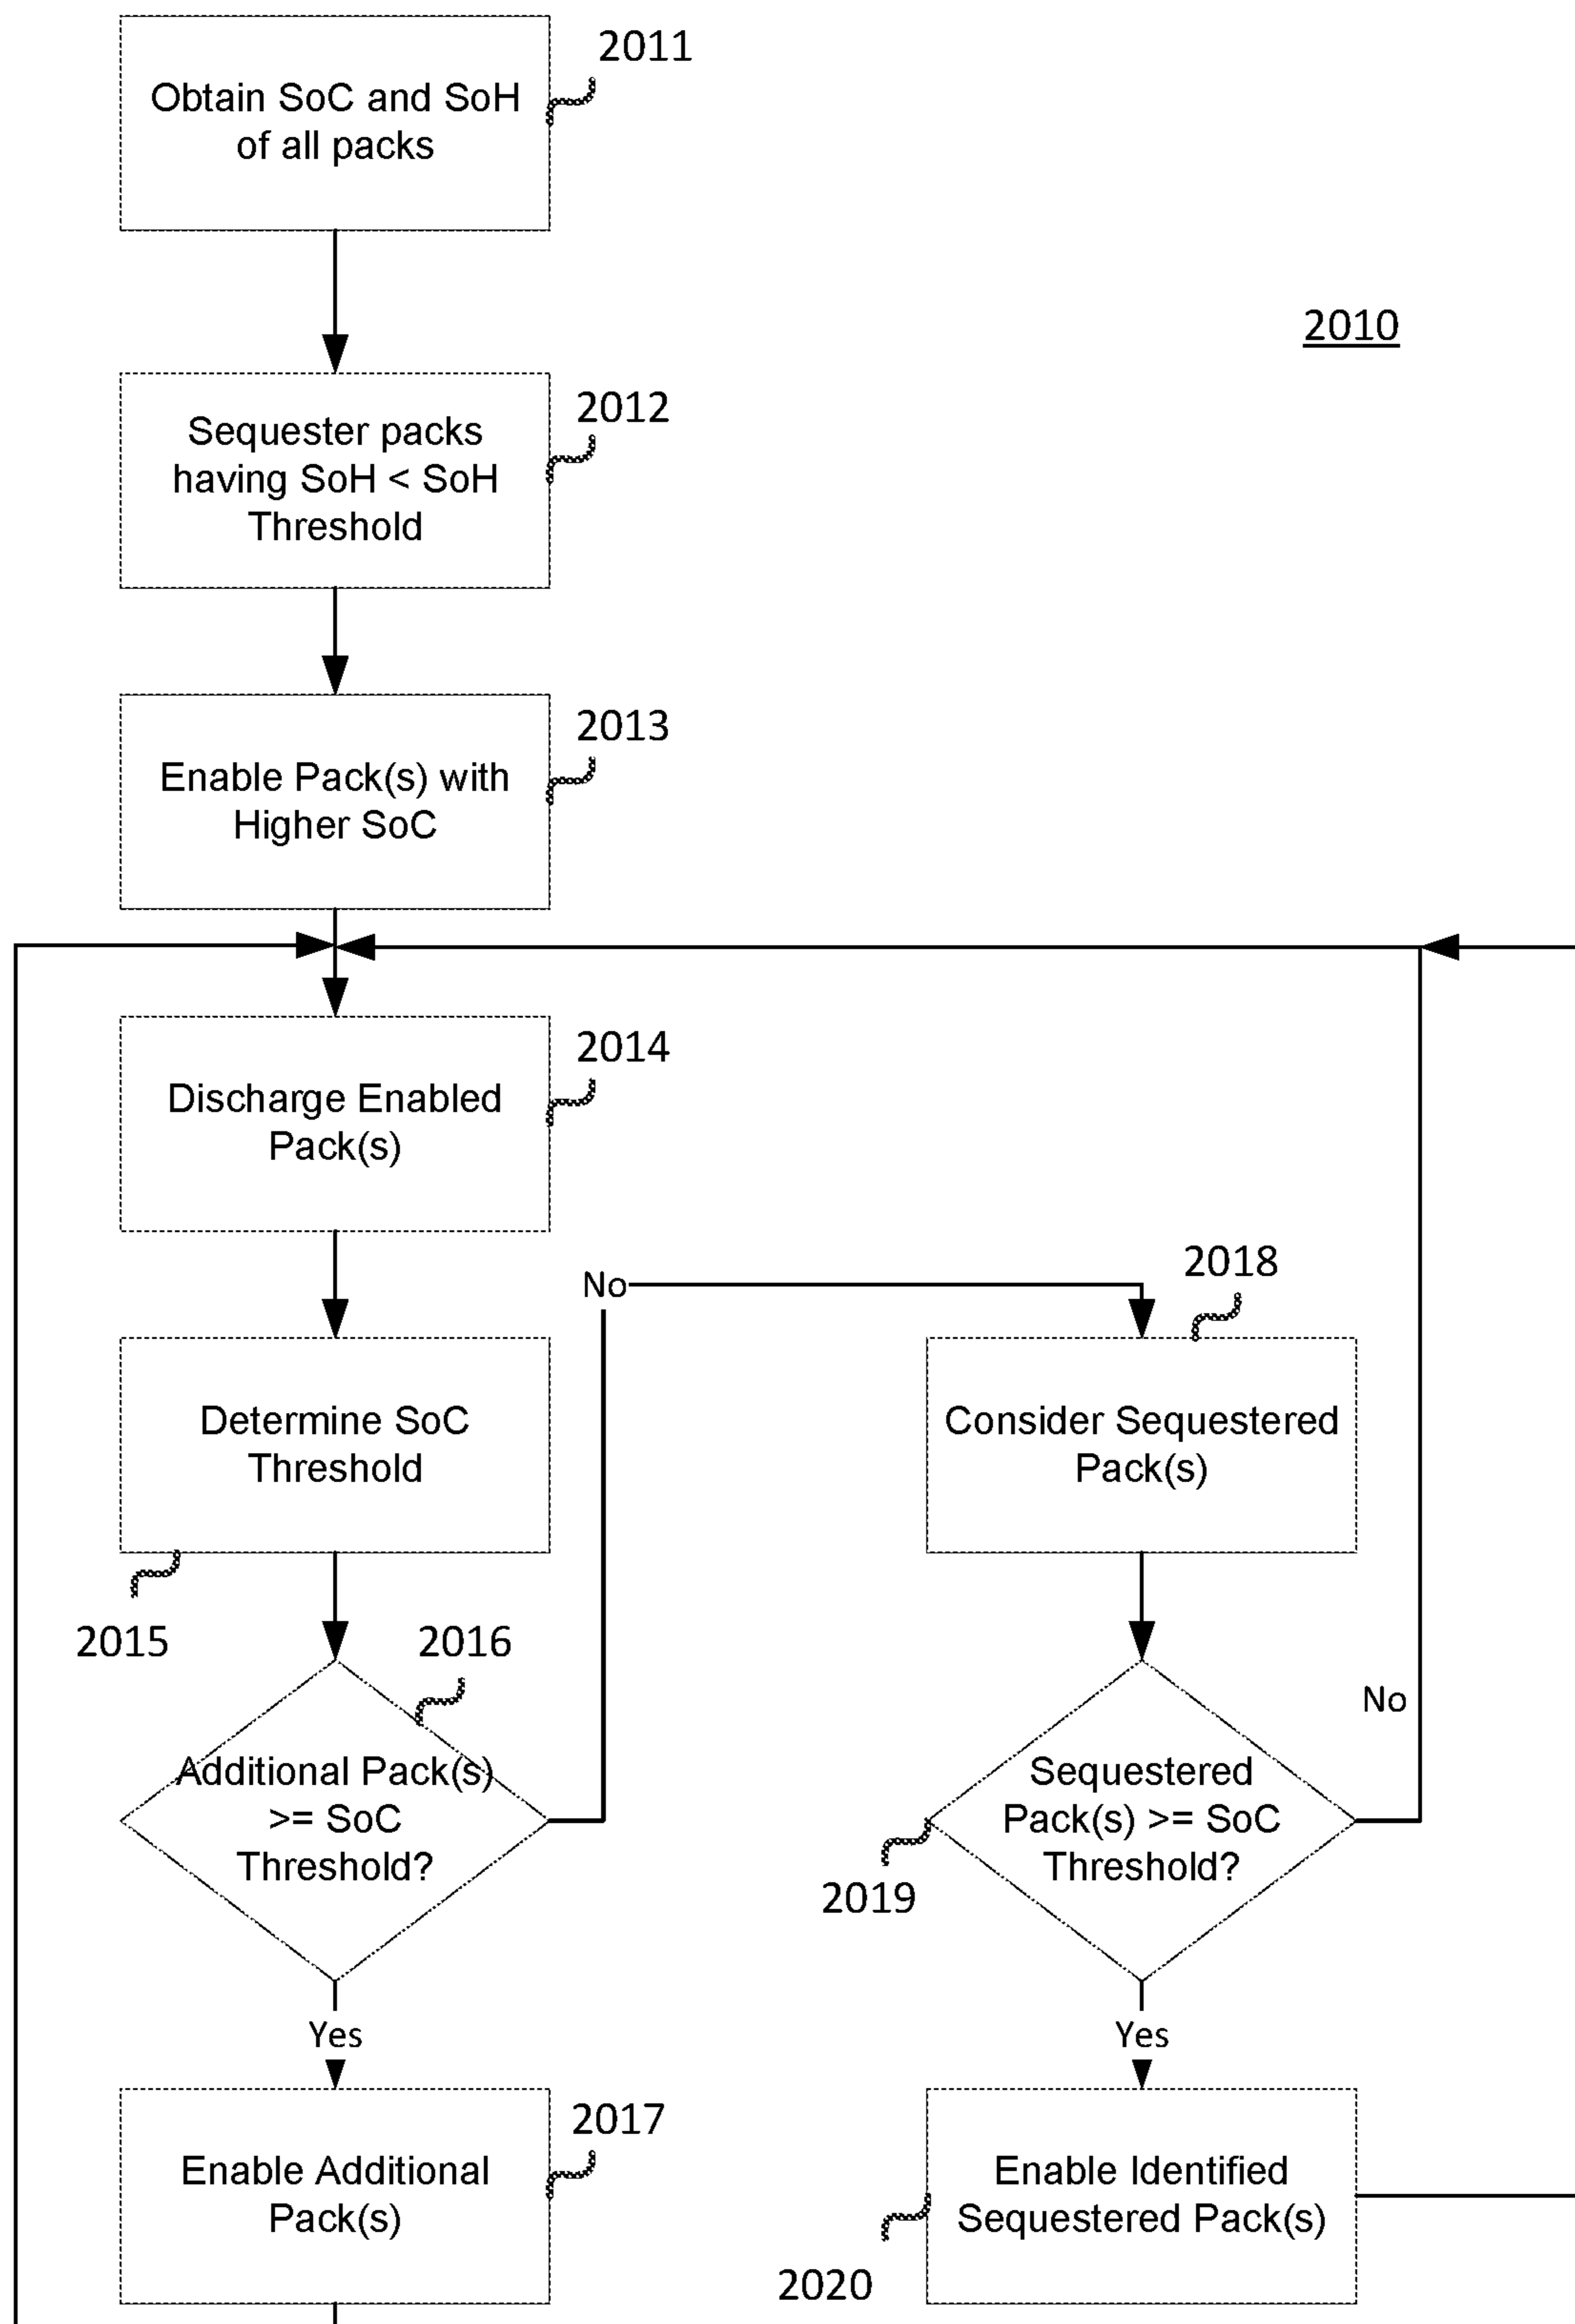 2011
Obtain SoC and SoH
of all packs
2010
2012
Sequester packs
having SoH < SoH
Threshold
2013
Enable Pack(s) with
Higher SoC
2014
Discharge Enabled
Pack(s)
No
2018
Determine SoC
Threshold
Consider Sequestered
Pack(s)
2015
2016
No
Additional Pack(s)
>= SoC
Threshold?
Sequestered
Pack(s) >= SoC
Threshold?
2019
Yes
Yes
2017
Enable Additional
Pack(s)
Enable Identified
Sequestered Pack(s)
2020